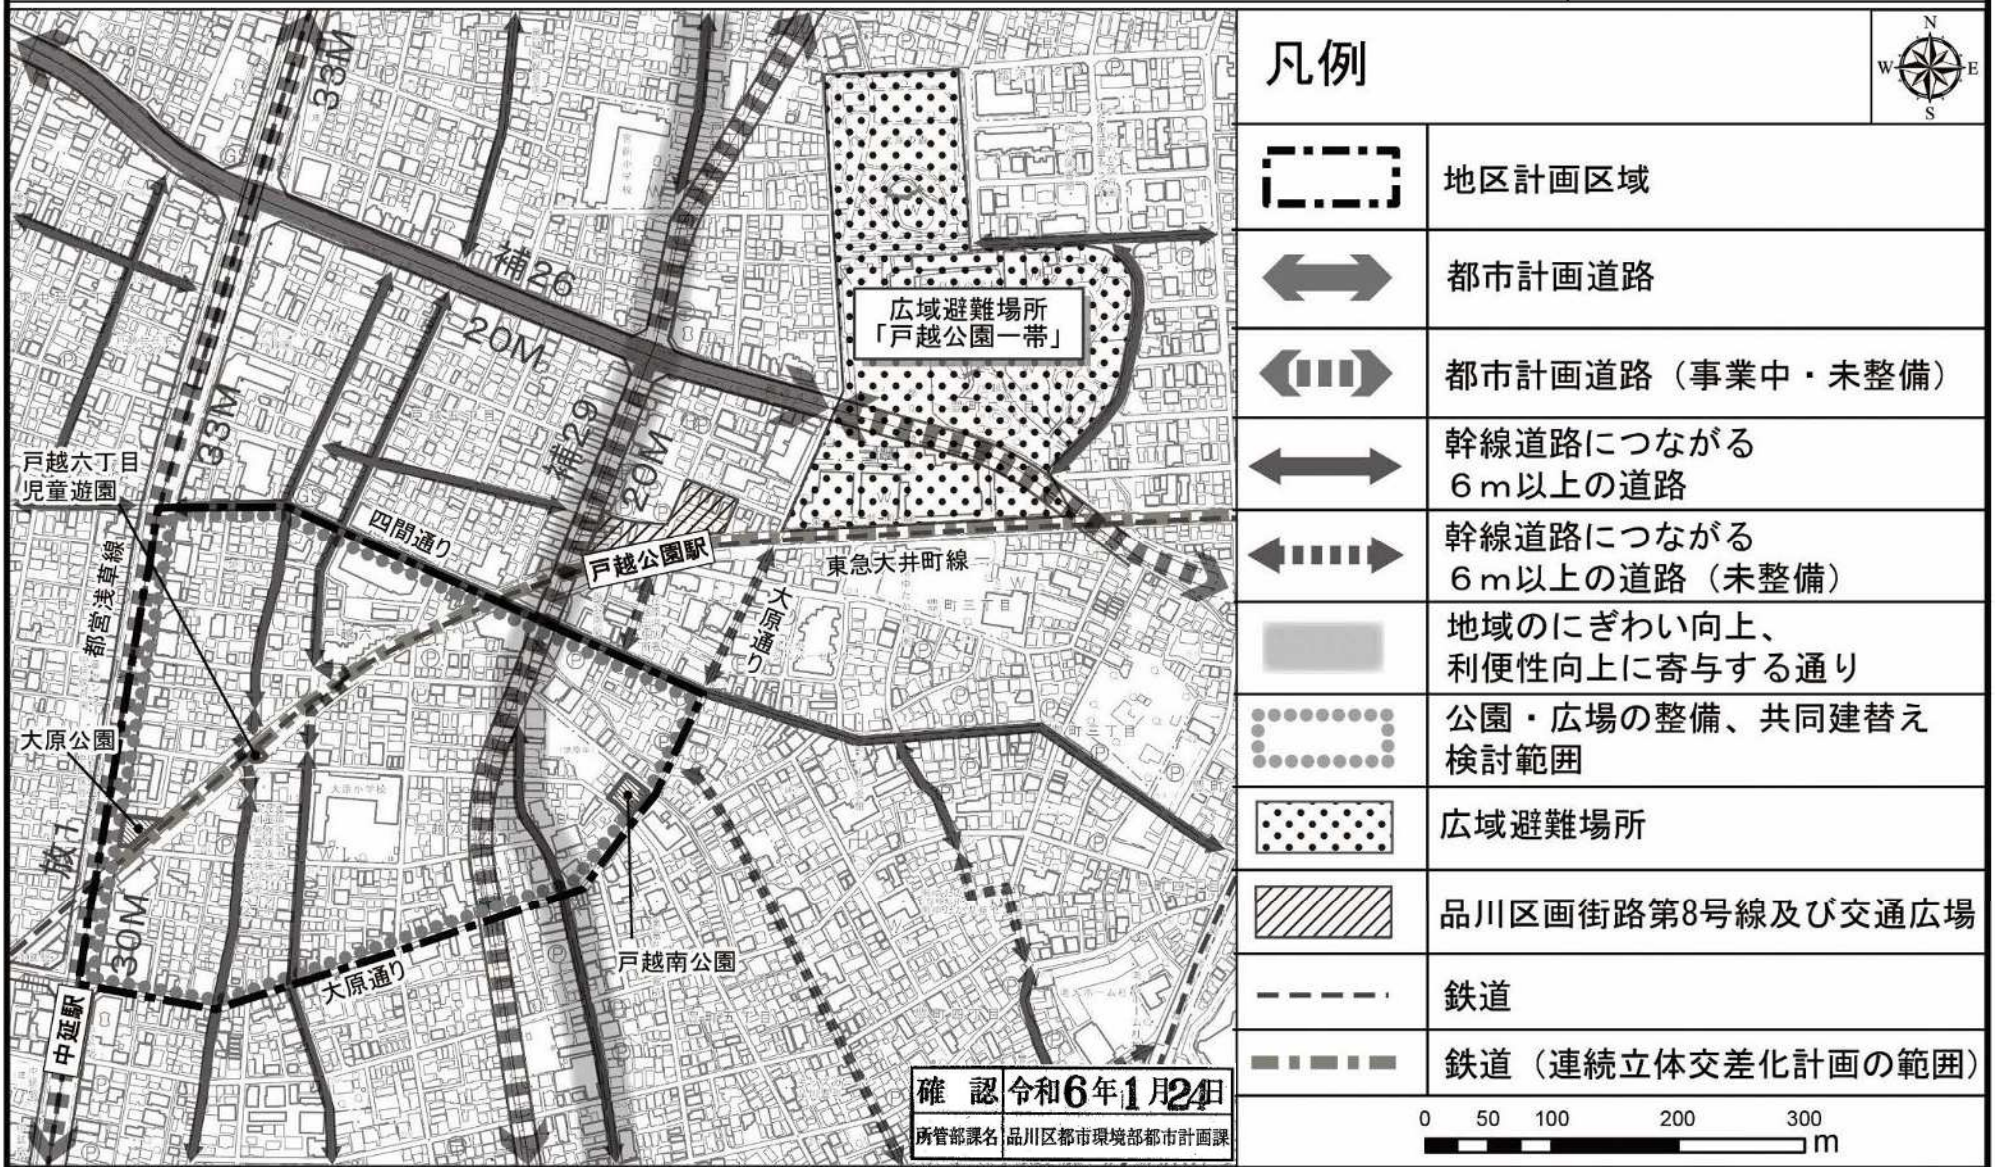 33M
補26
20M
33M
補29
20M
広域避難場所
「戸越公園一帯」
戸越六丁目
児童遊園
四間通り
都営浅草線
戸越公園駅
東急大井町線
大原通り
大原公園
放1
30M
大原通り
戸越南公園
中延駅
大原小学校
豊町三丁目
確 認 令和6年1月24日
所管部課名 品川区都市環境部都市計画課
凡例
N
W
E
S
地区計画区域
都市計画道路
都市計画道路（事業中・未整備）
幹線道路につながる
６ｍ以上の道路
幹線道路につながる
６ｍ以上の道路（未整備）
地域のにぎわい向上、
利便性向上に寄与する通り
公園・広場の整備、共同建替え
検討範囲
広域避難場所
品川区画街路第8号線及び交通広場
鉄道
鉄道（連続立体交差化計画の範囲）
0 50 100 200 300
m